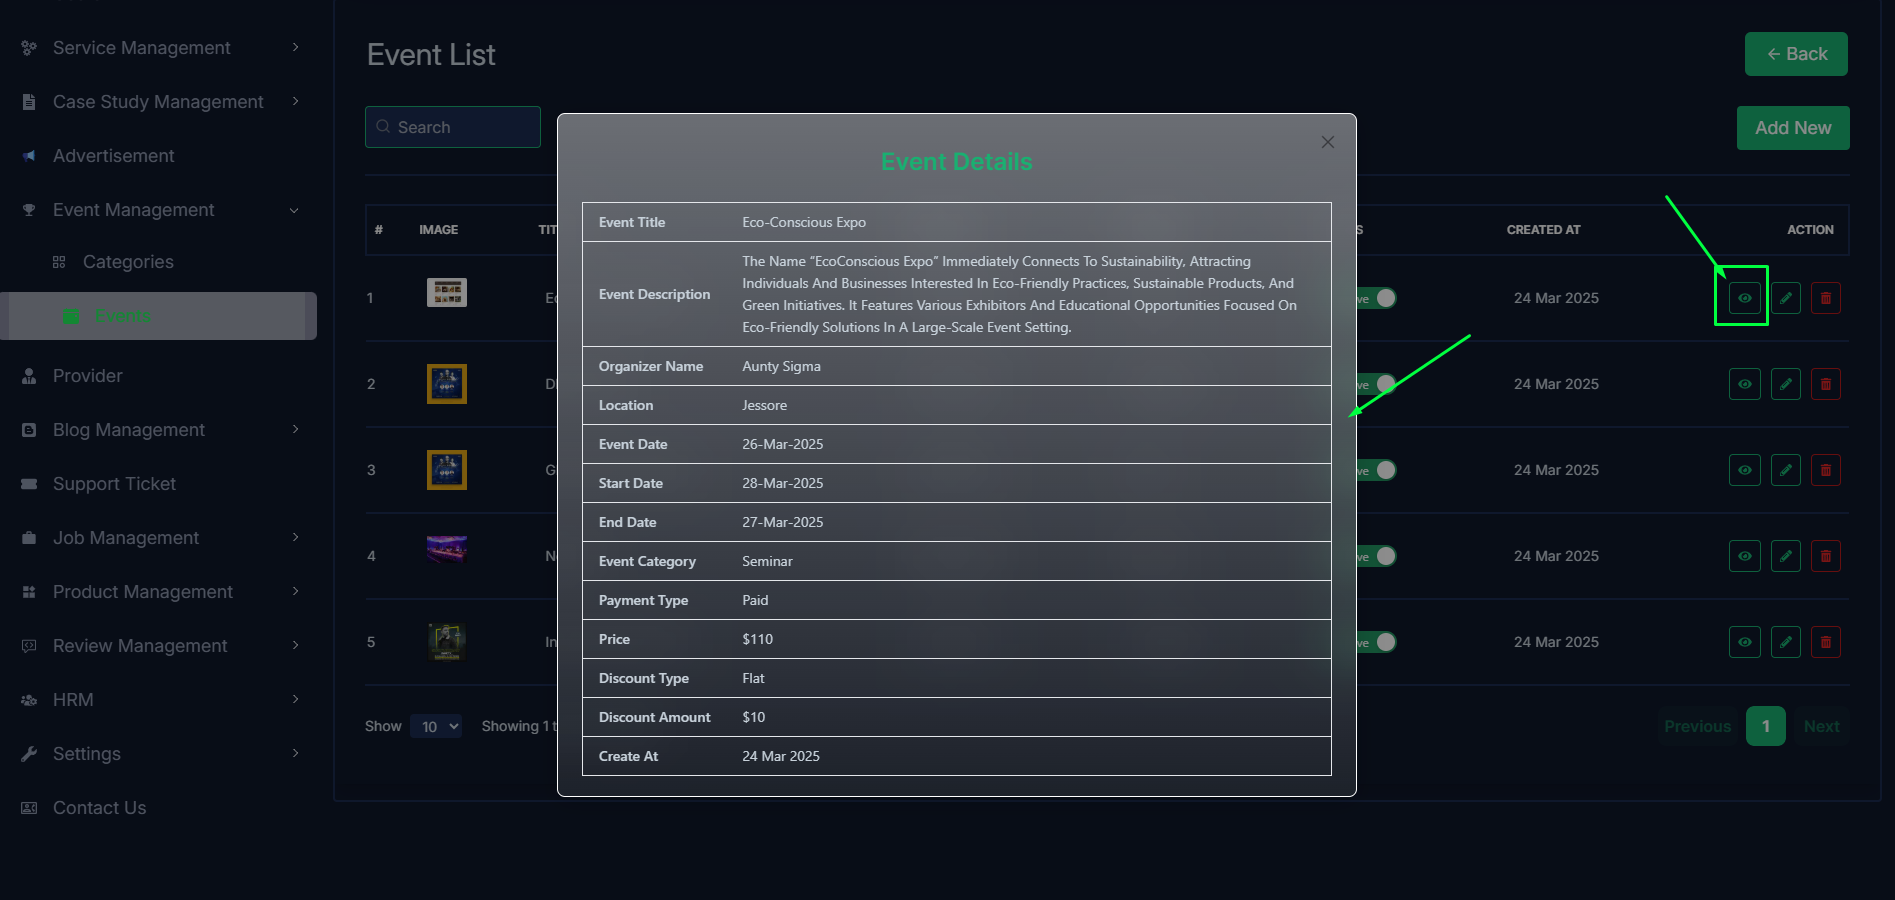 Service Management
Case Study Management
Advertisement
Event Management
Categories
Events
Provider
Blog Management
Support Ticket
Job Management
Product Management
Review Management
HRM
Settings
Contact Us
Event List
Back
Search
Add New
# IMAGE CREATED AT ACTION
1 24 Mar 2025
2 24 Mar 2025
3 24 Mar 2025
4 24 Mar 2025
5 24 Mar 2025
Show 10 Showing 1
Previous 1 Next
Event Details
Event Title Eco-Conscious Expo
Event Description
The Name “EcoConscious Expo” Immediately Connects To Sustainability, Attracting
Individuals And Businesses Interested In Eco-Friendly Practices, Sustainable Products, And
Green Initiatives. It Features Various Exhibitors And Educational Opportunities Focused On
Eco-Friendly Solutions In A Large-Scale Event Setting.
Organizer Name Aunty Sigma
Location Jessore
Event Date 26-Mar-2025
Start Date 28-Mar-2025
End Date 27-Mar-2025
Event Category Seminar
Payment Type Paid
Price $110
Discount Type Flat
Discount Amount $10
Create At 24 Mar 2025